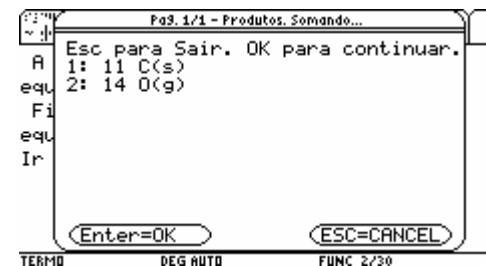 Pag. 1/1 - Produtos. Somando...
Esc para Sair. OK para continuar.
1: 11 C(s)
2: 14 O(g)
A
equ
Fi
equ
Ir
Enter=OK
ESC=CANCEL
TERMO DEG AUTO FUNC 2/30